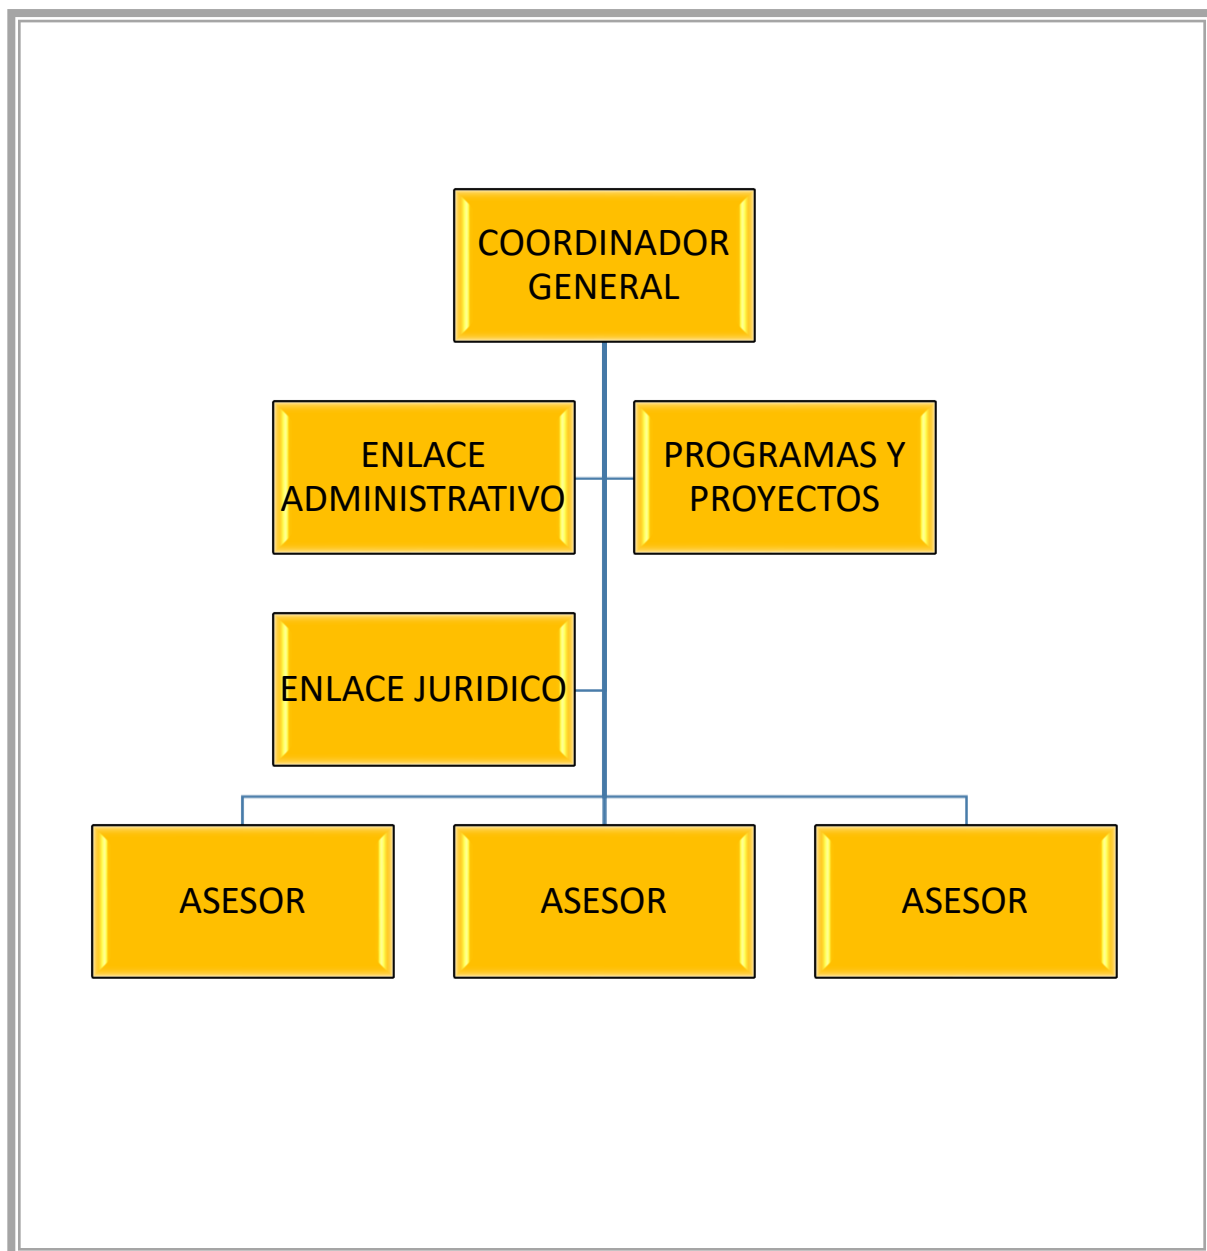 COORDINADOR
GENERAL
ENLACE
ADMINISTRATIVO
PROGRAMAS Y
PROYECTOS
ENLACE JURIDICO
ASESOR
ASESOR
ASESOR